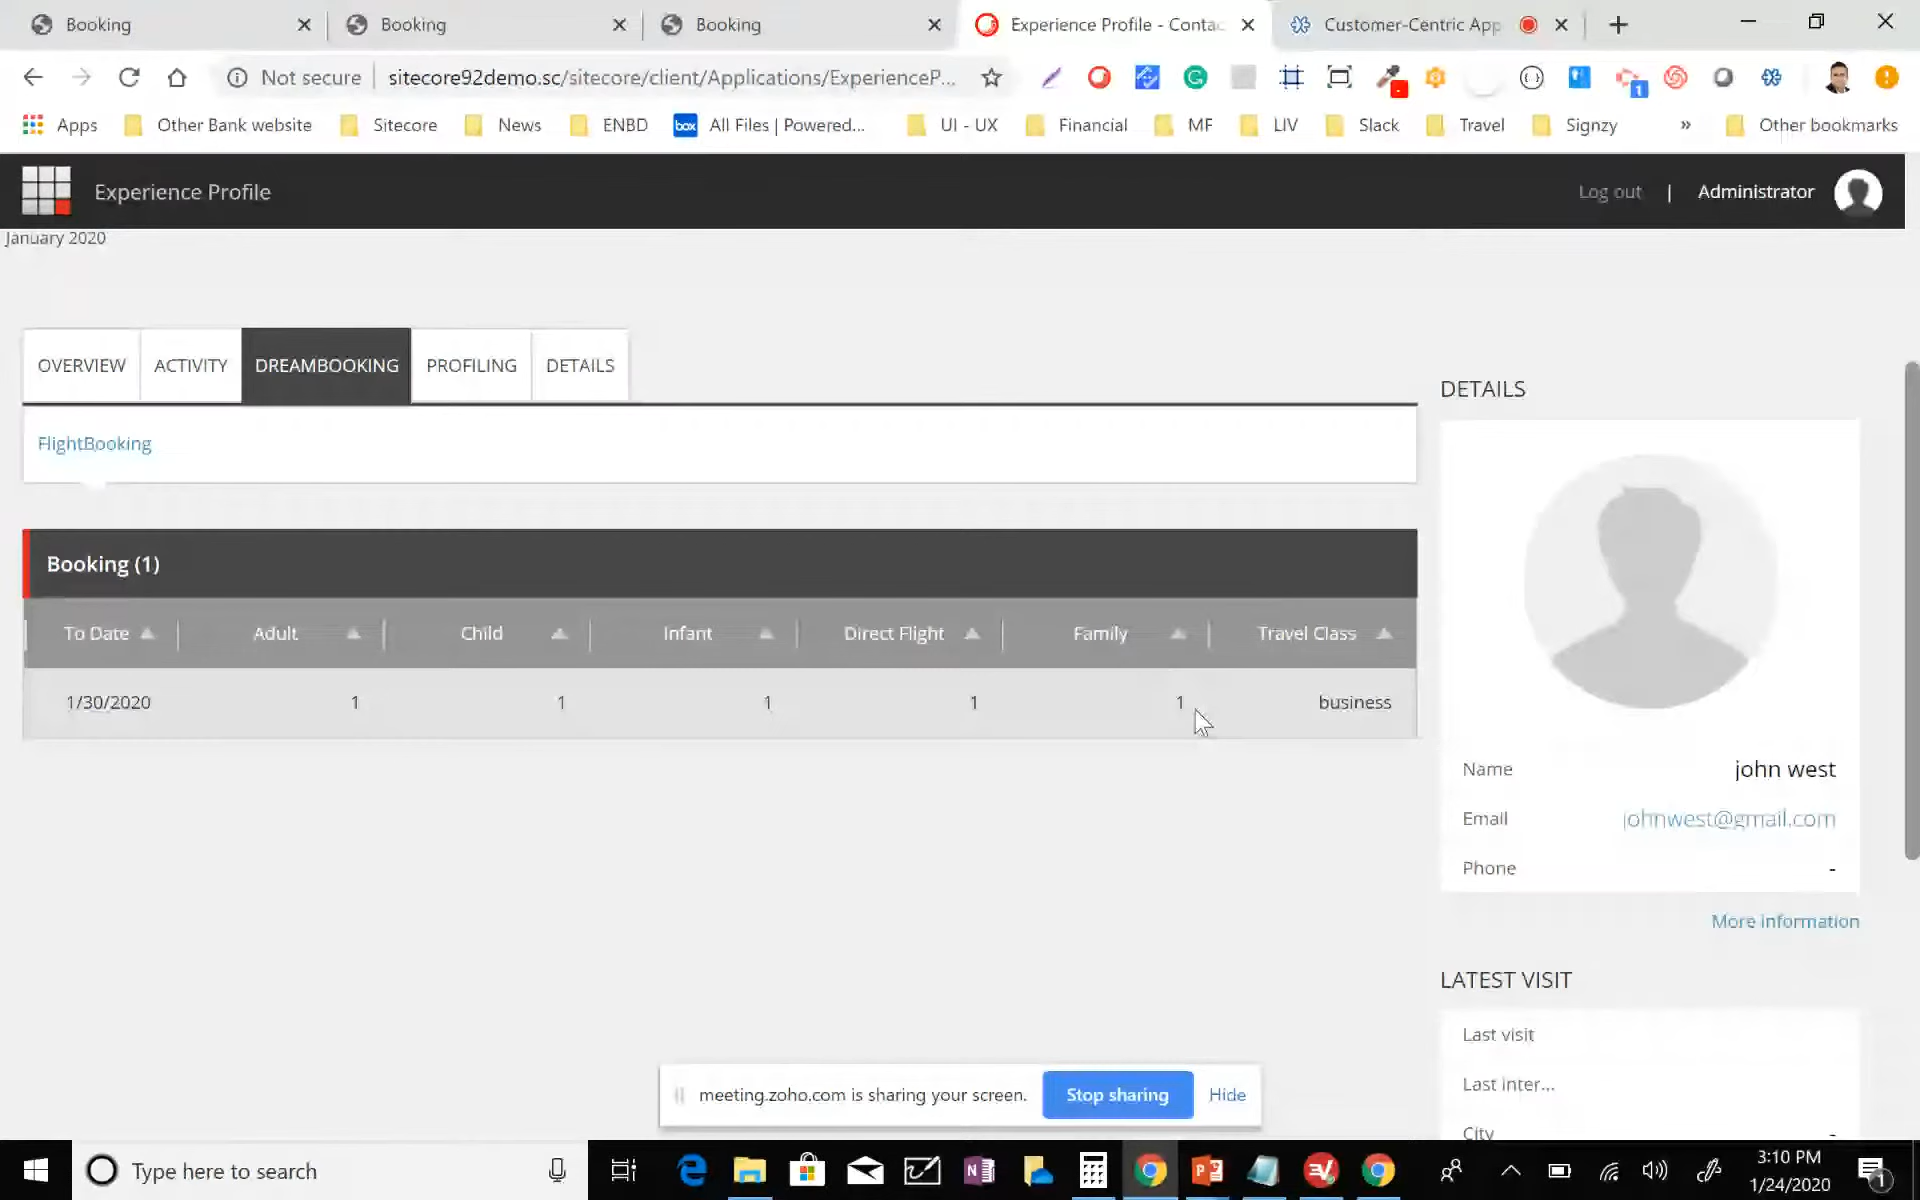 Booking
Booking
Booking
Experience Profile - Contac
Customer-Centric App
Not secure
sitecore92demo.sc/sitecore/client/Applications/ExperienceP...
1
Apps
Other Bank website
Sitecore
News
ENBD
box
All Files | Powered...
UI - UX
Financial
MF
LIV
Slack
Travel
Signzy
»
Other bookmarks
Experience Profile
Log out | Administrator
January 2020
OVERVIEW
ACTIVITY
DREAMBOOKING
PROFILING
DETAILS
FlightBooking
Booking (1)
To Date
Adult
Child
Infant
Direct Flight
Family
Travel Class
1/30/2020
1
1
1
1
1
business
DETAILS
Name
john west
Email
johnwest@gmail.com
Phone
-
More information
LATEST VISIT
Last visit
Last inter...
City
-
meeting.zoho.com is sharing your screen.
Stop sharing
Hide
Type here to search
3:10 PM
1/24/2020
1